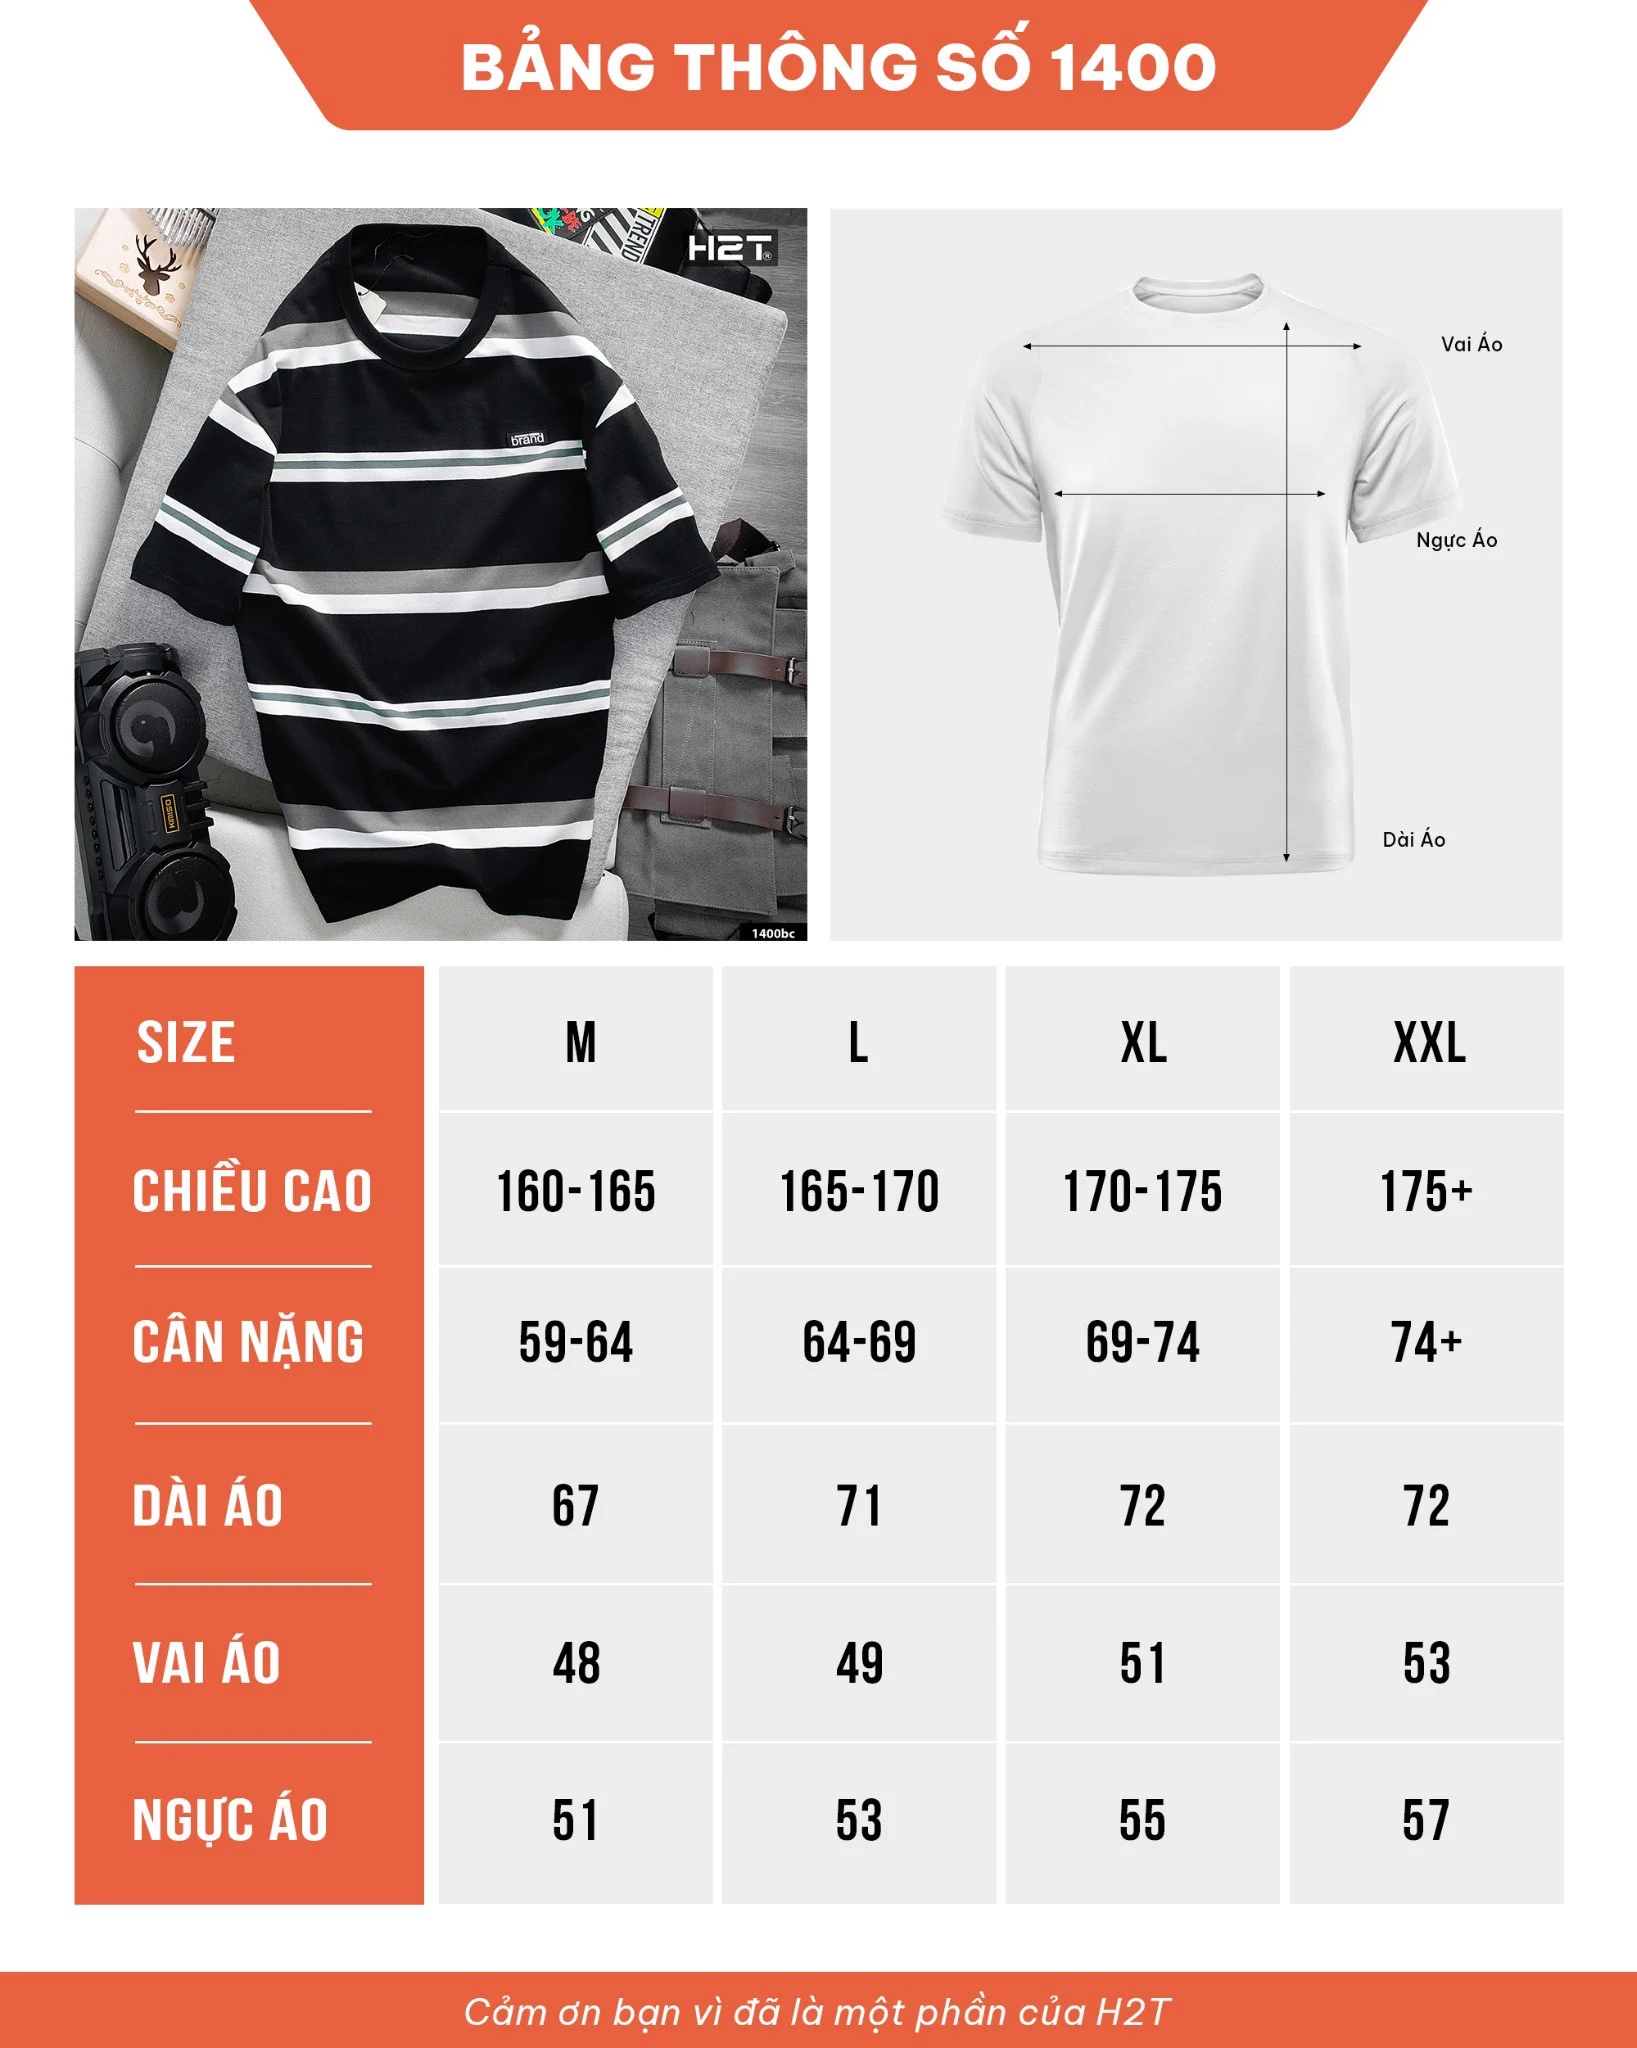 BẢNG THÔNG SỐ 1400
TREND
H2T®
brand
KIMISO
1400bc
Vai Áo
Ngực Áo
Dài Áo
SIZE M L XL XXL
CHIỀU CAO 160-165 165-170 170-175 175+
CÂN NẶNG 59-64 64-69 69-74 74+
DÀI ÁO 67 71 72 72
VAI ÁO 48 49 51 53
NGỰC ÁO 51 53 55 57
Cảm ơn bạn vì đã là một phần của H2T